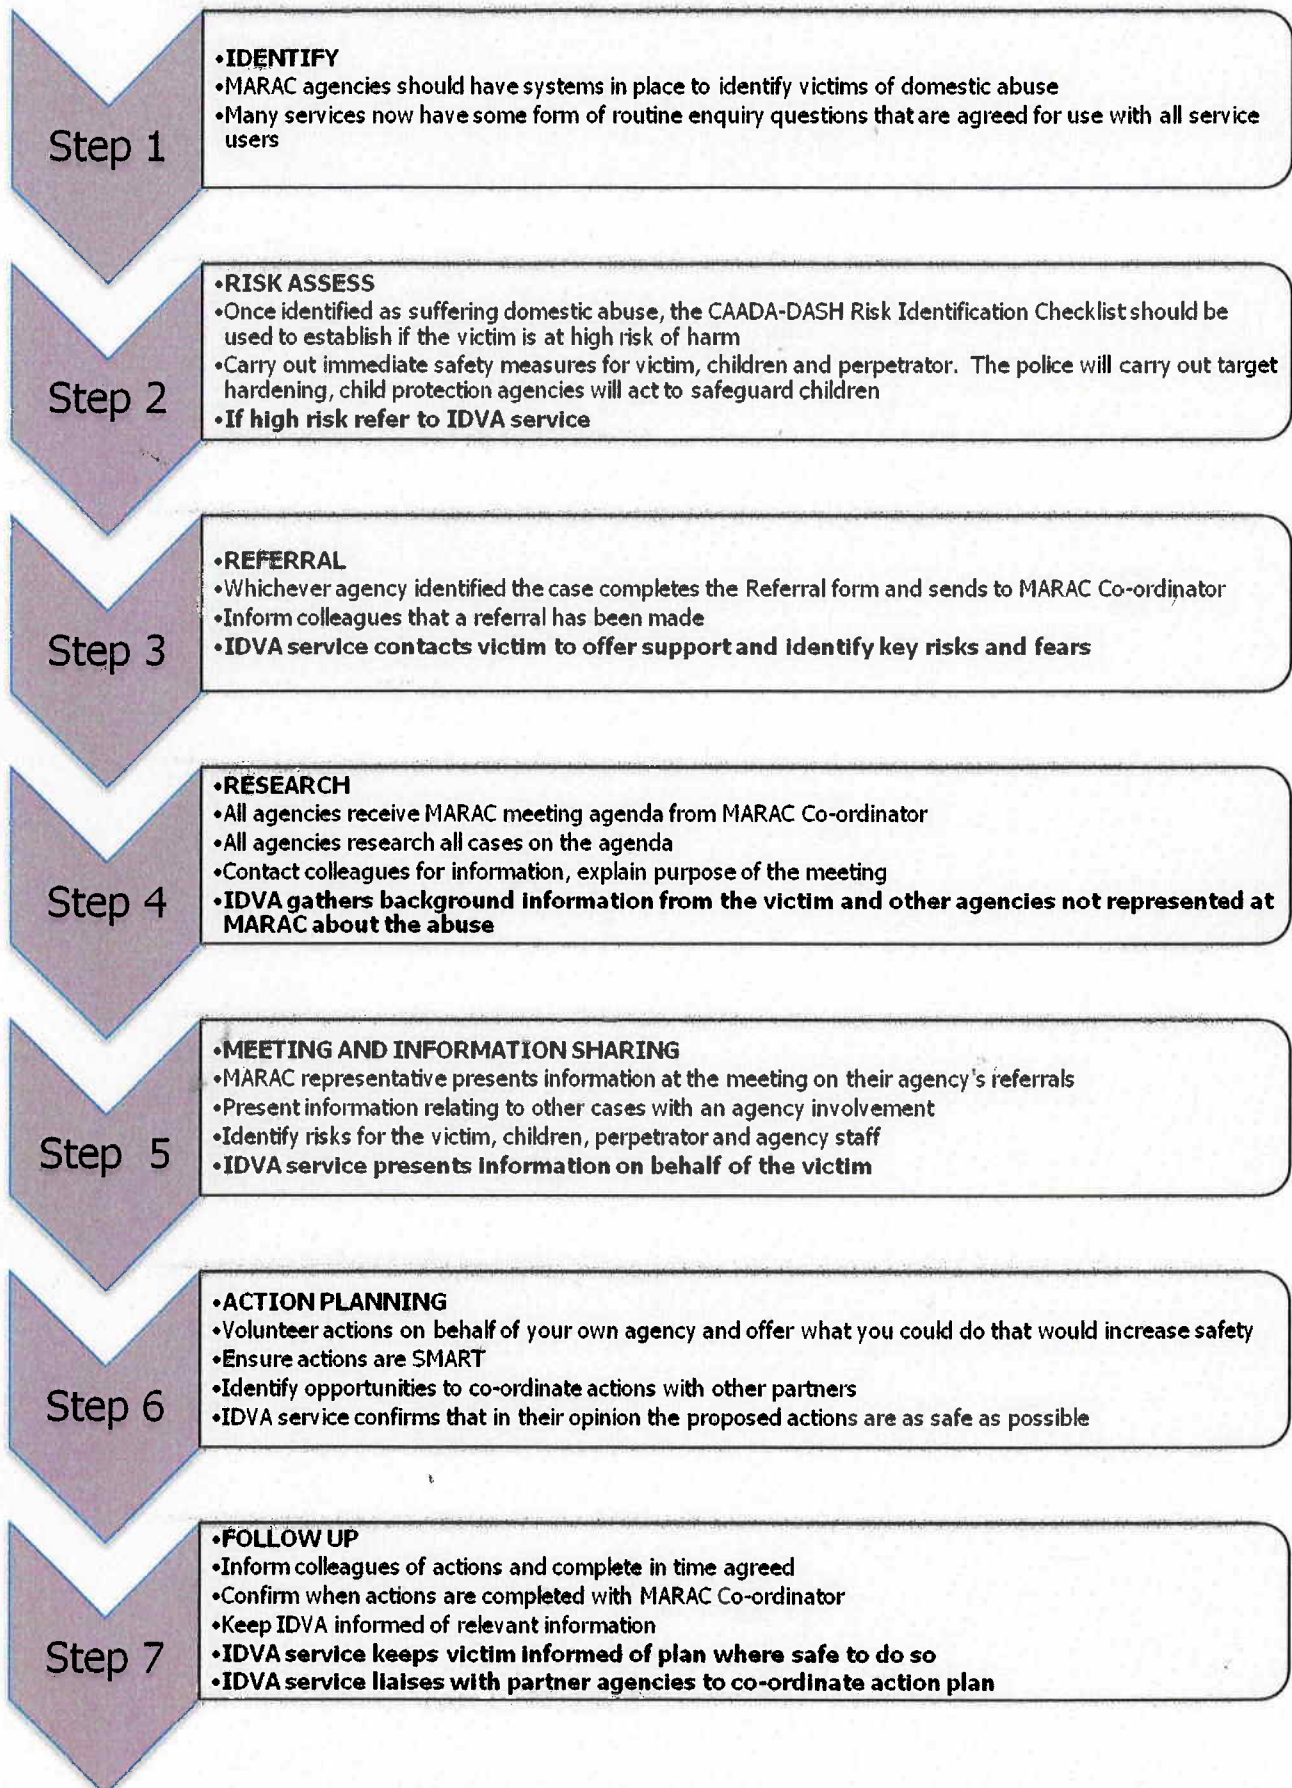 Step 1
•IDENTIFY
•MARAC agencies should have systems in place to identify victims of domestic abuse
•Many services now have some form of routine enquiry questions that are agreed for use with all service
users
Step 2
•RISK ASSESS
•Once identified as suffering domestic abuse, the CAADA-DASH Risk Identification Checklist should be
used to establish if the victim is at high risk of harm
•Carry out immediate safety measures for victim, children and perpetrator. The police will carry out target
hardening, child protection agencies will act to safeguard children
•If high risk refer to IDVA service
Step 3
•REFERRAL
•Whichever agency identified the case completes the Referral form and sends to MARAC Co-ordinator
•Inform colleagues that a referral has been made
•IDVA service contacts victim to offer support and identify key risks and fears
Step 4
•RESEARCH
•All agencies receive MARAC meeting agenda from MARAC Co-ordinator
•All agencies research all cases on the agenda
•Contact colleagues for information, explain purpose of the meeting
•IDVA gathers background information from the victim and other agencies not represented at
MARAC about the abuse
Step 5
•MEETING AND INFORMATION SHARING
•MARAC representative presents information at the meeting on their agency's referrals
•Present information relating to other cases with an agency involvement
•Identify risks for the victim, children, perpetrator and agency staff
•IDVA service presents information on behalf of the victim
Step 6
•ACTION PLANNING
•Volunteer actions on behalf of your own agency and offer what you could do that would increase safety
•Ensure actions are SMART
•Identify opportunities to co-ordinate actions with other partners
•IDVA service confirms that in their opinion the proposed actions are as safe as possible
Step 7
•FOLLOW UP
•Inform colleagues of actions and complete in time agreed
•Confirm when actions are completed with MARAC Co-ordinator
•Keep IDVA informed of relevant information
•IDVA service keeps victim informed of plan where safe to do so
•IDVA service liaises with partner agencies to co-ordinate action plan